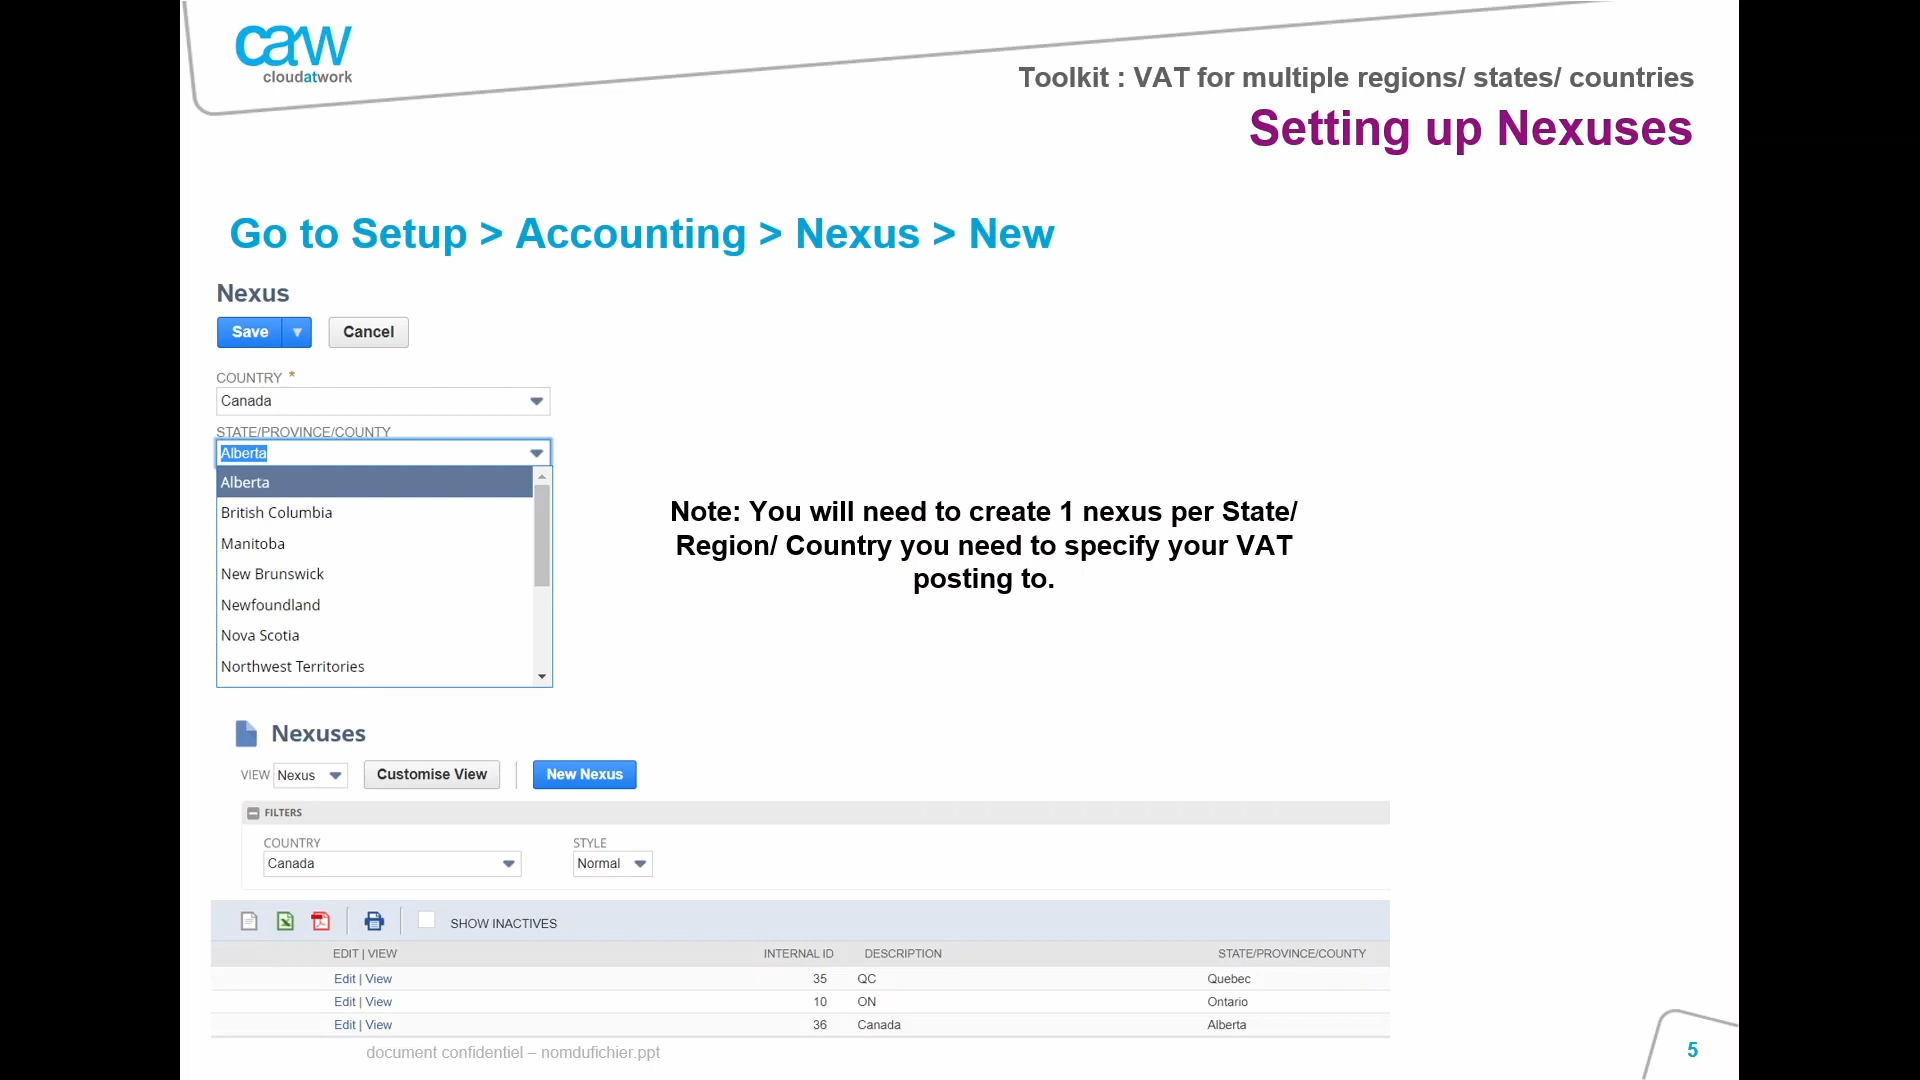 caw
cloudatwork
Toolkit : VAT for multiple regions/ states/ countries
Setting up Nexuses
Go to Setup > Accounting > Nexus > New
Nexus
Save
Cancel
COUNTRY *
Canada
STATE/PROVINCE/COUNTY
Alberta
Alberta
British Columbia
Manitoba
New Brunswick
Newfoundland
Nova Scotia
Northwest Territories
Note: You will need to create 1 nexus per State/
Region/ Country you need to specify your VAT
posting to.
Nexuses
VIEW Nexus Customise View New Nexus
FILTERS
COUNTRY STYLE
Canada Normal
SHOW INACTIVES
EDIT | VIEW INTERNAL ID DESCRIPTION STATE/PROVINCE/COUNTY
Edit | View 35 QC Quebec
Edit | View 10 ON Ontario
Edit | View 36 Canada Alberta
document confidentiel – nomdufichier.ppt
5